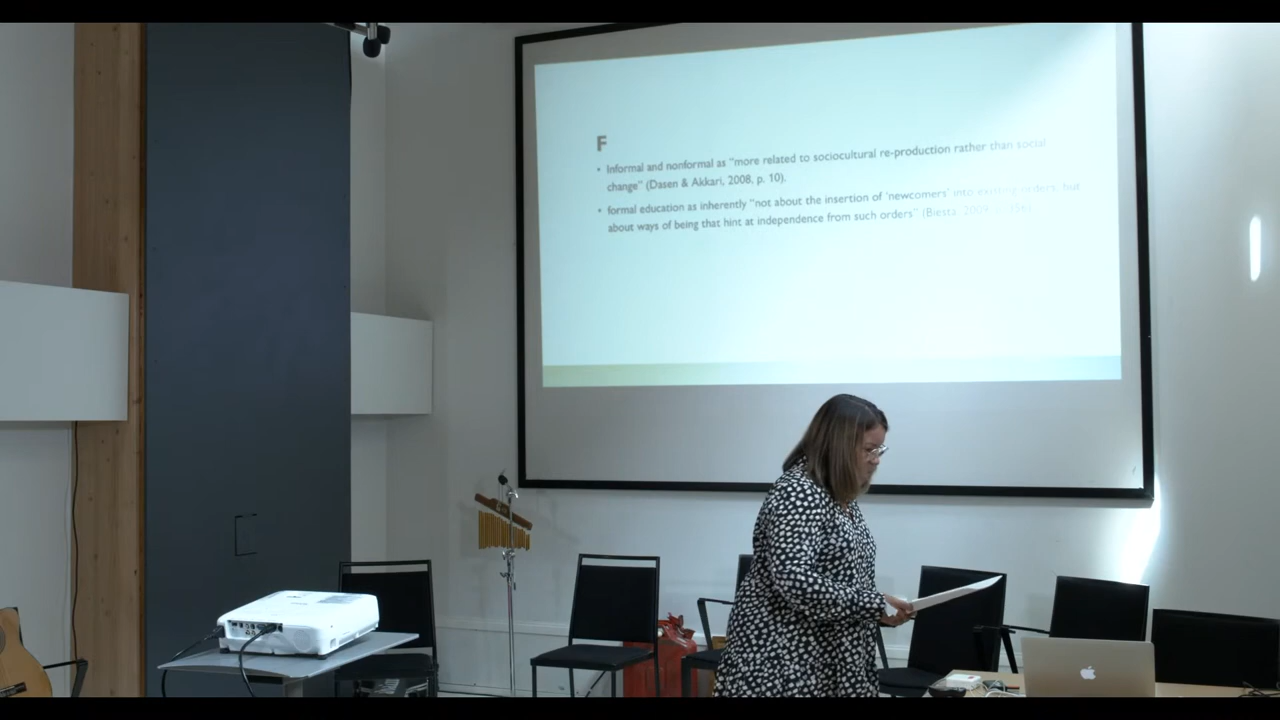 F
• Informal and nonformal as “more related to sociocultural re-production rather than social
change” (Dasen & Akkari, 2008, p. 10).
• formal education as inherently “not about the insertion of ‘newcomers’ into existing orders, but
about ways of being that hint at independence from such orders” (Biesta,